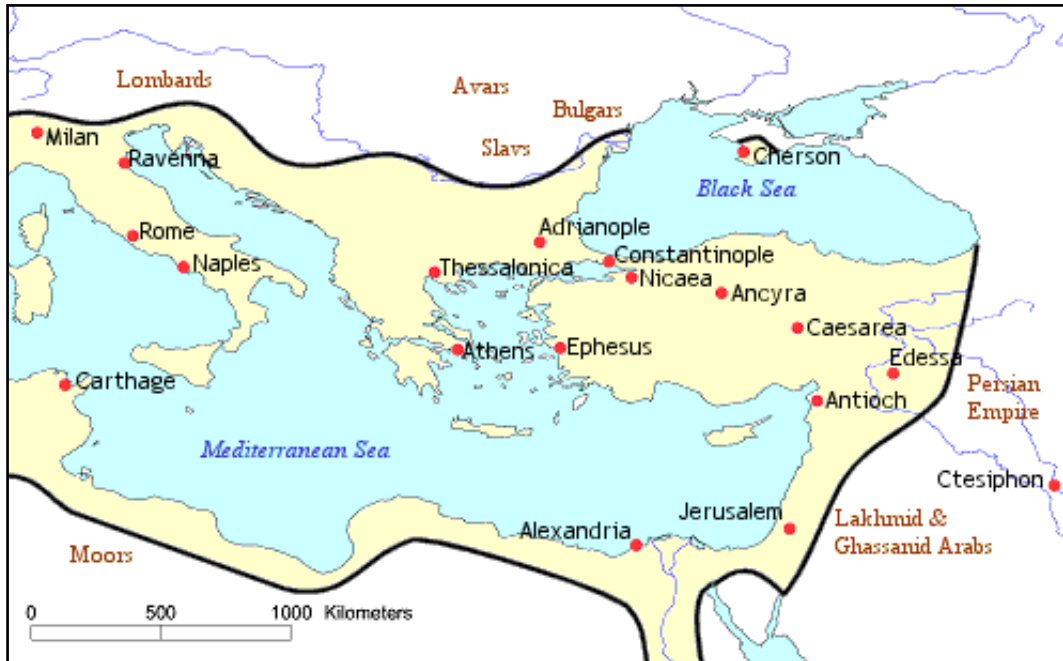 Lombards
Avars
Bulgars
Slavs
Milan
Ravenna
Cherson
Black Sea
Rome
Naples
Adrianople
Constantinople
Thessalonica
Nicaea
Ancyra
Caesarea
Athens
Ephesus
Edessa
Carthage
Antioch
Persian
Empire
Mediterranean Sea
Ctesiphon
Jerusalem
Alexandria
Lakhmid &
Ghassanid Arabs
Moors
0 500 1000 Kilometers